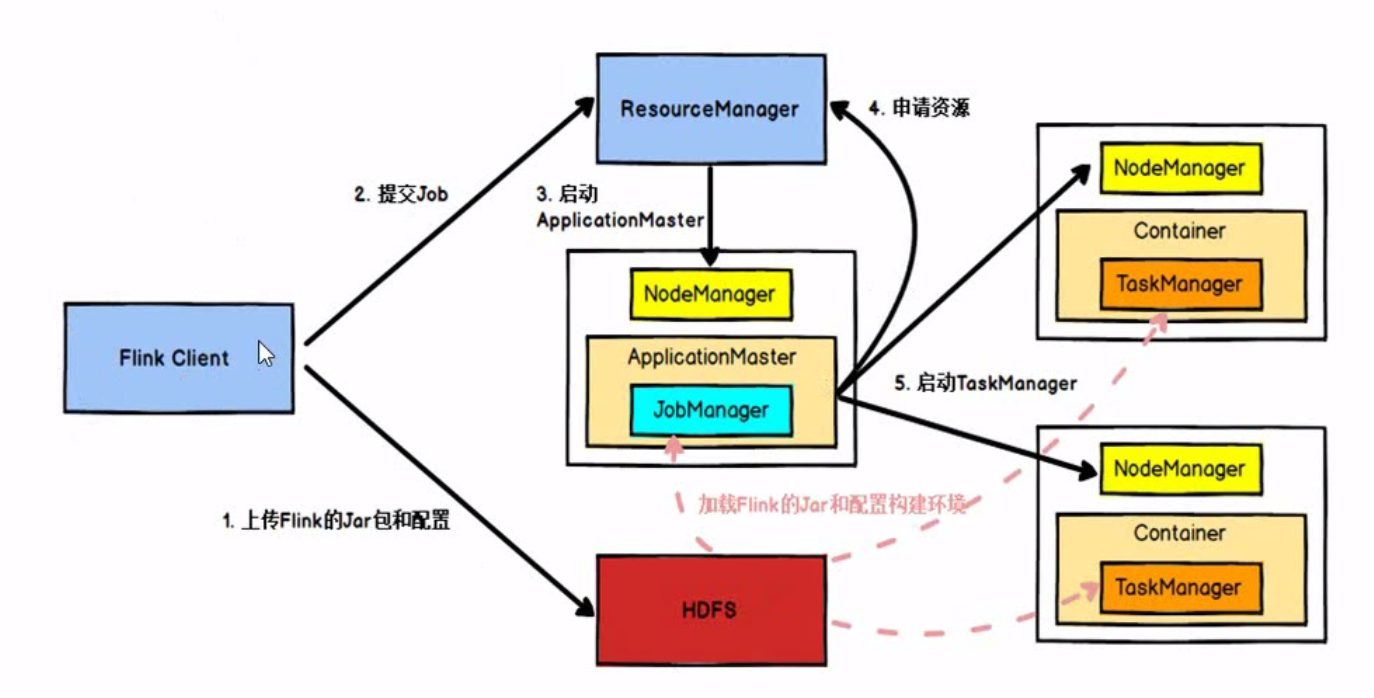 ResourceManager
4. 申请资源
2. 提交Job
3. 启动
ApplicationMaster
NodeManager
Container
TaskManager
NodeManager
ApplicationMaster
JobManager
Flink Client
5. 启动TaskManager
1. 上传Flink的Jar包和配置
加载Flink的Jar和配置构建环境
HDFS
NodeManager
Container
TaskManager